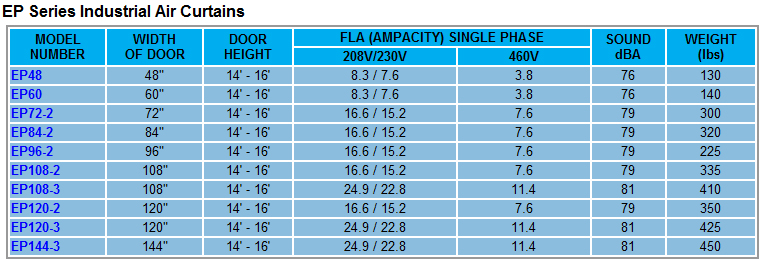 EP Series Industrial Air Curtains
MODEL NUMBER WIDTH OF DOOR DOOR HEIGHT FLA (AMPACITY) SINGLE PHASE SOUND dBA WEIGHT (lbs)
208V/230V 460V
EP48 48" 14' - 16' 8.3 / 7.6 3.8 76 130
EP60 60" 14' - 16' 8.3 / 7.6 3.8 76 140
EP72-2 72" 14' - 16' 16.6 / 15.2 7.6 79 300
EP84-2 84" 14' - 16' 16.6 / 15.2 7.6 79 320
EP96-2 96" 14' - 16' 16.6 / 15.2 7.6 79 225
EP108-2 108" 14' - 16' 16.6 / 15.2 7.6 79 335
EP108-3 108" 14' - 16' 24.9 / 22.8 11.4 81 410
EP120-2 120" 14' - 16' 16.6 / 15.2 7.6 79 350
EP120-3 120" 14' - 16' 24.9 / 22.8 11.4 81 425
EP144-3 144" 14' - 16' 24.9 / 22.8 11.4 81 450